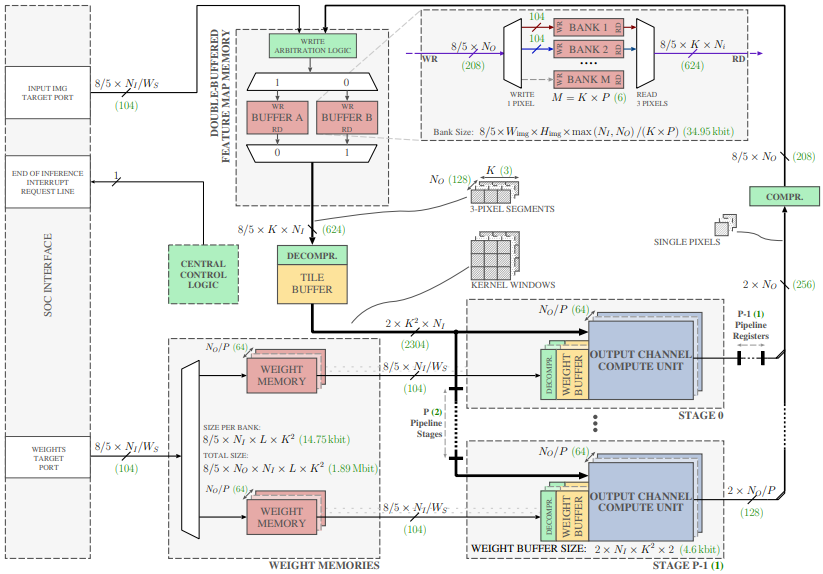 INPUT IMG
TARGET PORT
8/5 × N_I/W_S
(104)
END OF INFERENCE
INTERRUPT
REQUEST LINE
1
SOC INTERFACE
WEIGHTS
TARGET
PORT
8/5 × N_I/W_S
(104)
DOUBLE-BUFFERED
FEATURE MAP MEMORY
WRITE
ARBITRATION LOGIC
1 0
WR WR
BUFFER A BUFFER B
RD RD
0 1
8/5 × K × N_I (624)
CENTRAL
CONTROL
LOGIC
DECOMPR.
TILE
BUFFER
8/5 × N_O
WR (208)
104
WR BANK 1 RD
104
WR BANK 2 RD
....
WR BANK M RD
WRITE
1 PIXEL
M = K × P (6)
READ
3 PIXELS
8/5 × K × N_i
(624) RD
Bank Size: 8/5 × W_img × H_img × max(N_I, N_O)/(K × P) (34.95 kbit)
K (3)
N_O (128)
3-PIXEL SEGMENTS
KERNEL WINDOWS
8/5 × N_O (208)
COMPR.
SINGLE PIXELS
2 × N_O (256)
P-1 (1)
Pipeline
Registers
2 × K² × N_I
(2304)
N_O/P (64)
DECOMPR.
WEIGHT
BUFFER
OUTPUT CHANNEL
COMPUTE UNIT
STAGE 0
N_O/P (64)
WEIGHT
MEMORY
8/5 × N_I/W_S
(104)
SIZE PER BANK:
8/5 × N_I × L × K² (14.75 kbit)
TOTAL SIZE:
8/5 × N_O × N_I × L × K² (1.89 Mbit)
P (2)
Pipeline
Stages
N_O/P (64)
WEIGHT
MEMORY
8/5 × N_I/W_S
(104)
WEIGHT MEMORIES
N_O/P (64)
DECOMPR.
WEIGHT
BUFFER
OUTPUT CHANNEL
COMPUTE UNIT
2 × N_O/P
(128)
WEIGHT BUFFER SIZE: 2 × N_I × K² × 2 (4.6 kbit)
STAGE P-1 (1)